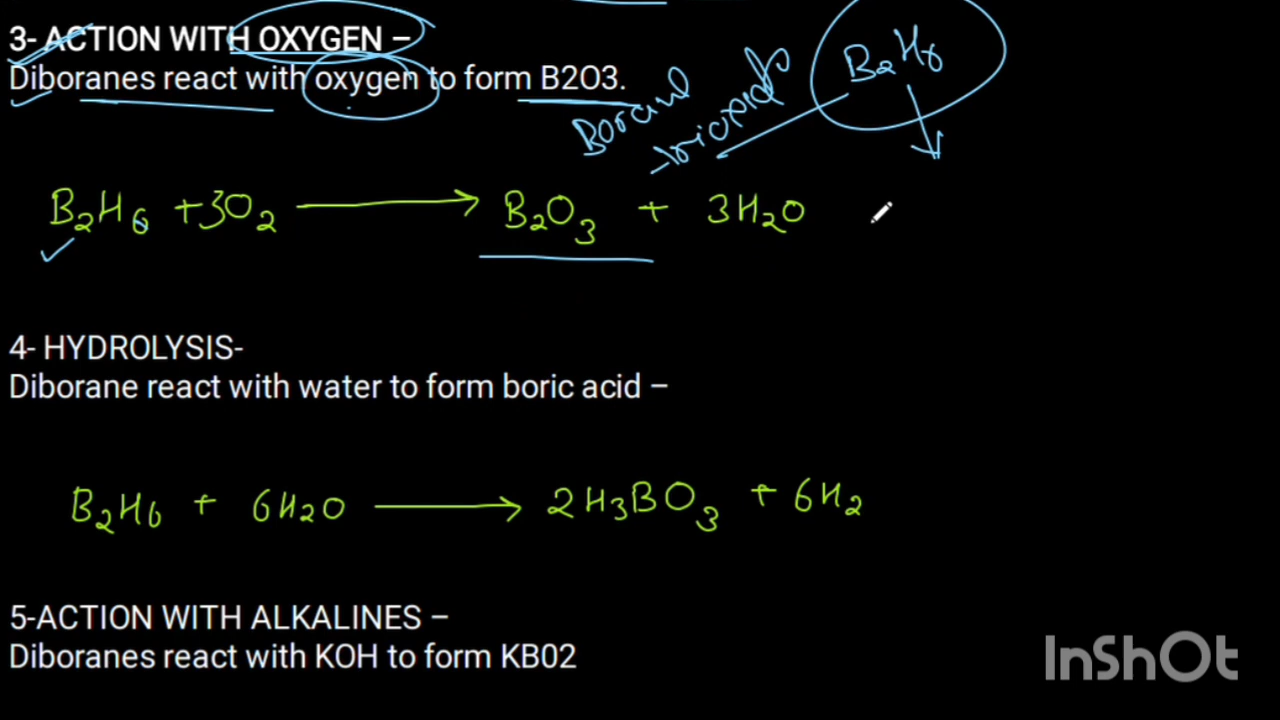 3- ACTION WITH OXYGEN –
Diboranes react with oxygen to form B2O3.
B₂H₆
trioxide
B₂H₆ + 3O₂ ⟶ B₂O₃ + 3H₂O
4- HYDROLYSIS-
Diborane react with water to form boric acid –
B₂H₆ + 6H₂O ⟶ 2H₃BO₃ + 6H₂
5-ACTION WITH ALKALINES –
Diboranes react with KOH to form KB02
InShOt